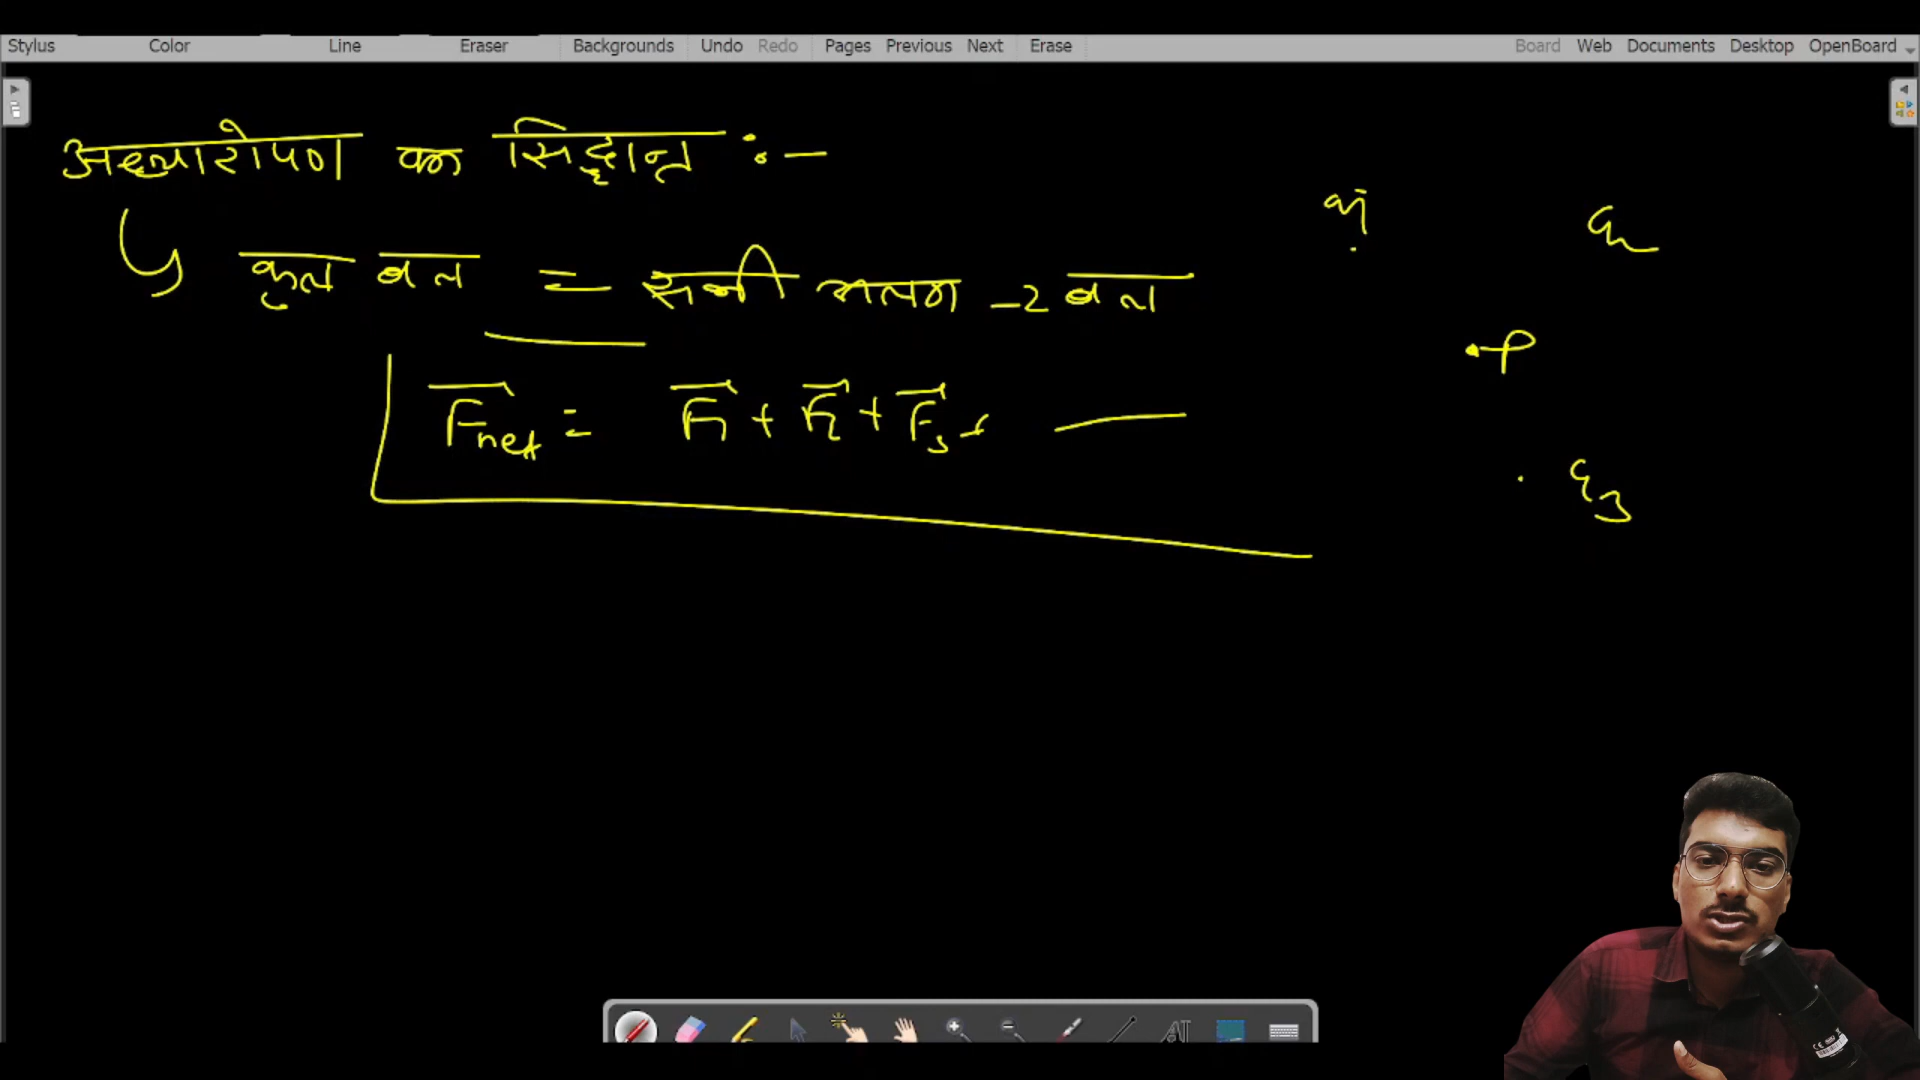 Stylus Color Line Eraser Backgrounds Undo Redo Pages Previous Next Erase Board Web Documents Desktop OpenBoard
अध्यारोपण का सिद्धान्त :-
कुल बल = सभी अलग -2 बल
F⃗net = F⃗1 + F⃗2 + F⃗3 +
q1
q2
P
q3